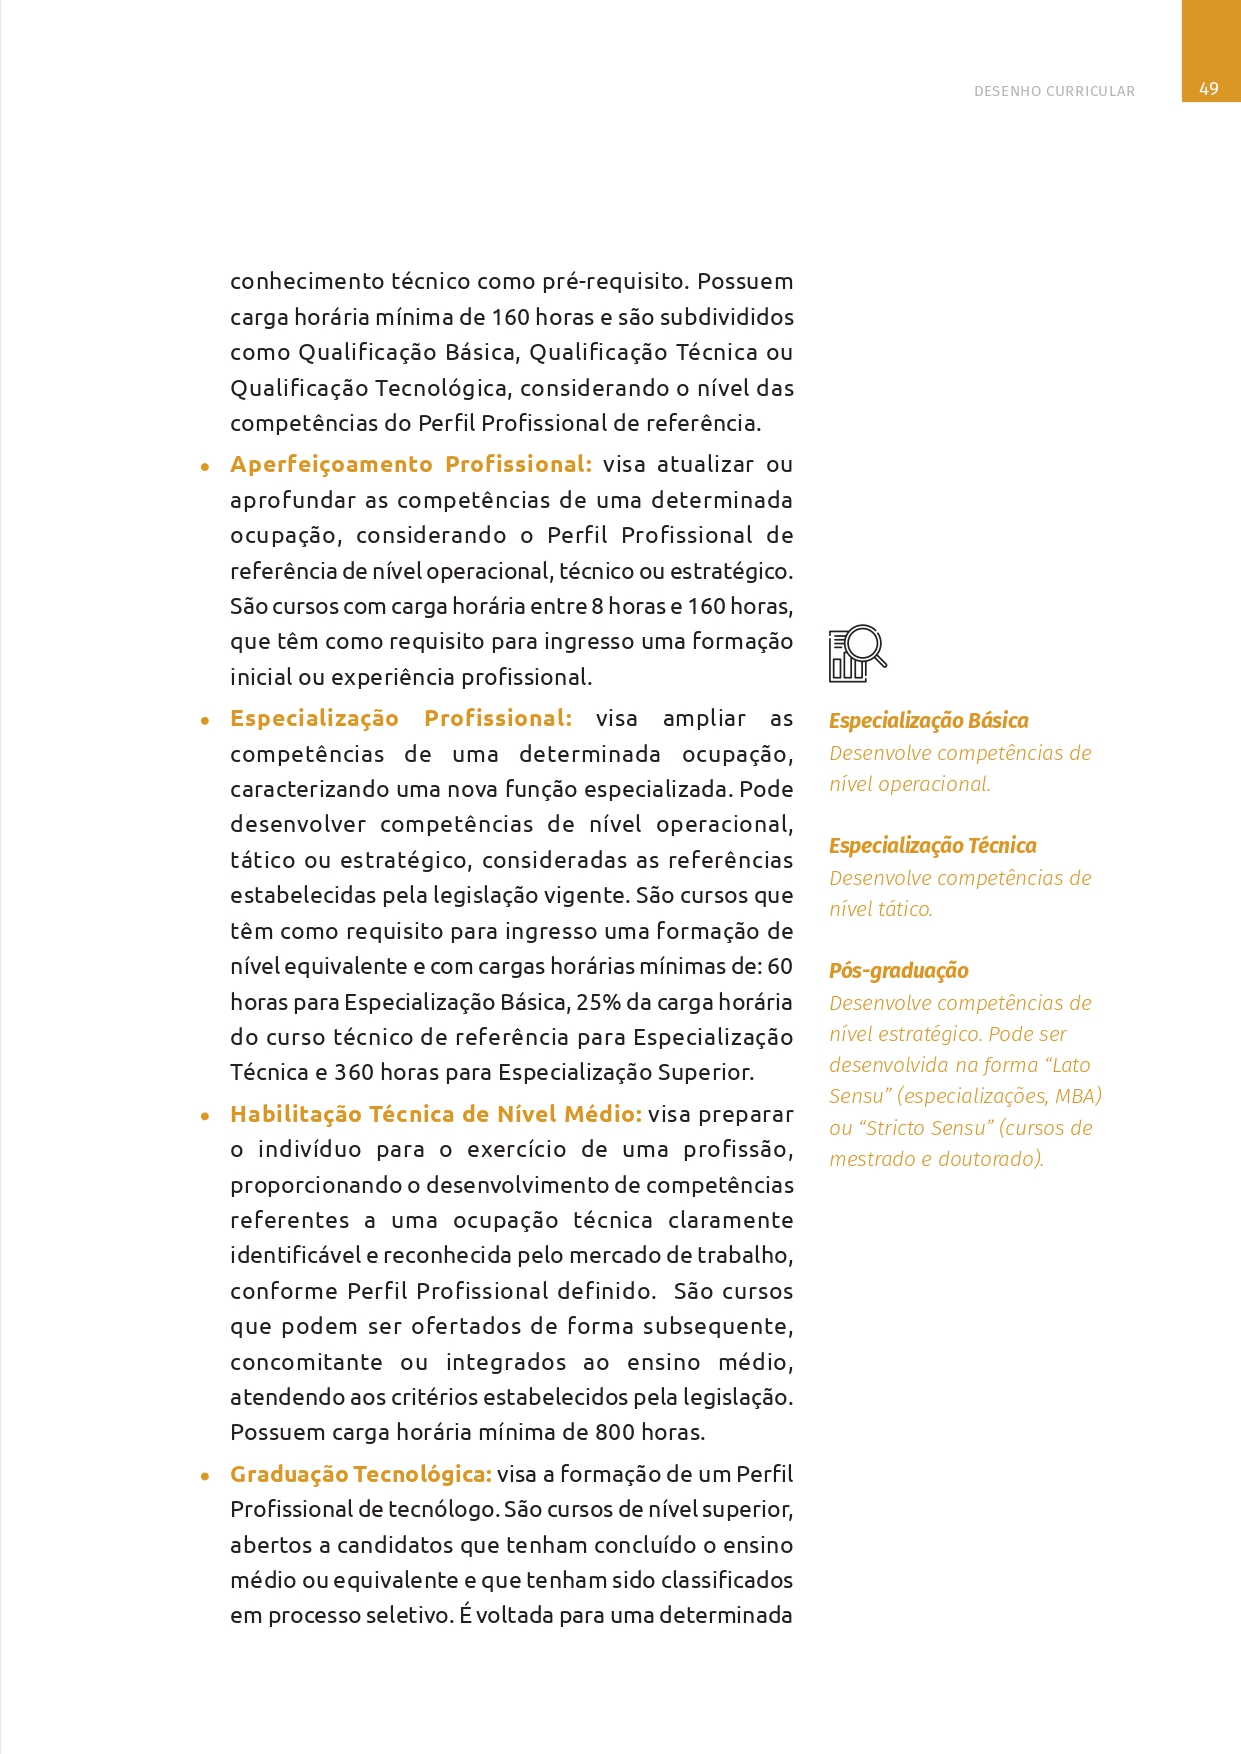 DESENHO CURRICULAR
49
conhecimento técnico como pré-requisito. Possuem
carga horária mínima de 160 horas e são subdivididos
como Qualificação Básica, Qualificação Técnica ou
Qualificação Tecnológica, considerando o nível das
competências do Perfil Profissional de referência.
• Aperfeiçoamento Profissional: visa atualizar ou
aprofundar as competências de uma determinada
ocupação, considerando o Perfil Profissional de
referência de nível operacional, técnico ou estratégico.
São cursos com carga horária entre 8 horas e 160 horas,
que têm como requisito para ingresso uma formação
inicial ou experiência profissional.
• Especialização Profissional: visa ampliar as
competências de uma determinada ocupação,
caracterizando uma nova função especializada. Pode
desenvolver competências de nível operacional,
tático ou estratégico, consideradas as referências
estabelecidas pela legislação vigente. São cursos que
têm como requisito para ingresso uma formação de
nível equivalente e com cargas horárias mínimas de: 60
horas para Especialização Básica, 25% da carga horária
do curso técnico de referência para Especialização
Técnica e 360 horas para Especialização Superior.
• Habilitação Técnica de Nível Médio: visa preparar
o indivíduo para o exercício de uma profissão,
proporcionando o desenvolvimento de competências
referentes a uma ocupação técnica claramente
identificável e reconhecida pelo mercado de trabalho,
conforme Perfil Profissional definido. São cursos
que podem ser ofertados de forma subsequente,
concomitante ou integrados ao ensino médio,
atendendo aos critérios estabelecidos pela legislação.
Possuem carga horária mínima de 800 horas.
• Graduação Tecnológica: visa a formação de um Perfil
Profissional de tecnólogo. São cursos de nível superior,
abertos a candidatos que tenham concluído o ensino
médio ou equivalente e que tenham sido classificados
em processo seletivo. É voltada para uma determinada
Especialização Básica
Desenvolve competências de
nível operacional.
Especialização Técnica
Desenvolve competências de
nível tático.
Pós-graduação
Desenvolve competências de
nível estratégico. Pode ser
desenvolvida na forma “Lato
Sensu” (especializações, MBA)
ou “Stricto Sensu” (cursos de
mestrado e doutorado).